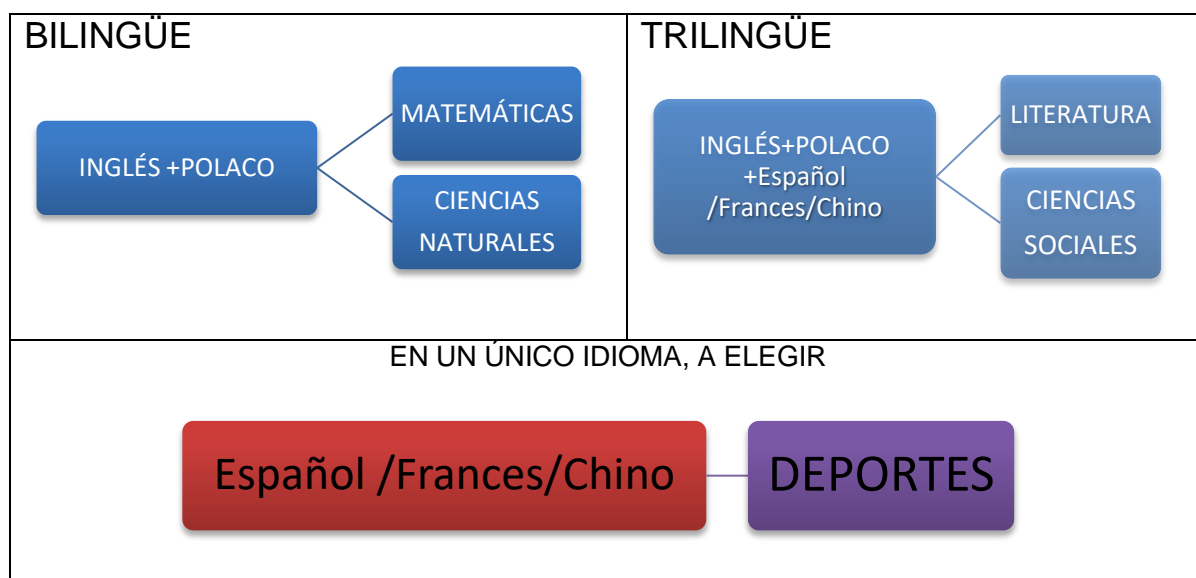 BILINGÜE
INGLÉS +POLACO
MATEMÁTICAS
CIENCIAS
NATURALES
TRILINGÜE
INGLÉS+POLACO
+Español
/Frances/Chino
LITERATURA
CIENCIAS
SOCIALES
EN UN ÚNICO IDIOMA, A ELEGIR
Español /Frances/Chino
DEPORTES